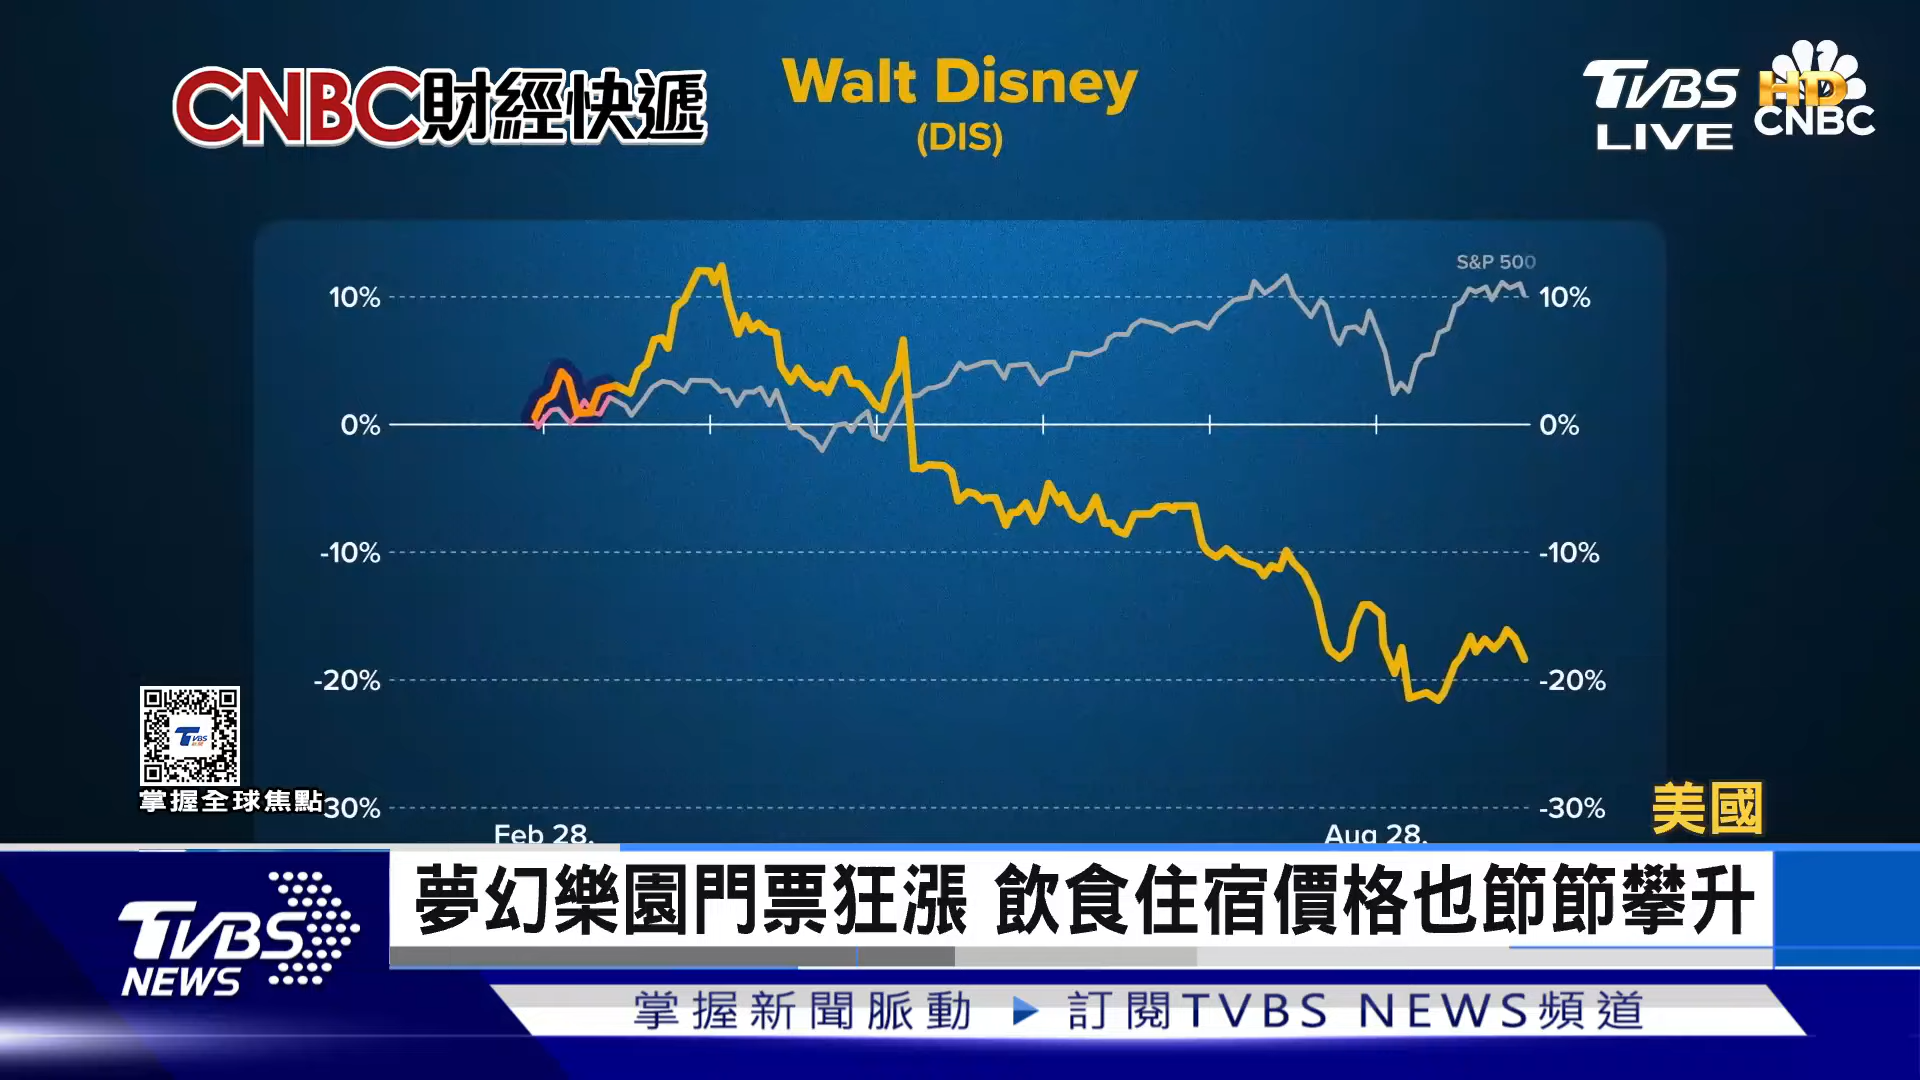 CNBC財經快遞
Walt Disney
(DIS)
TVBS
LIVE
HD
CNBC
S&P 500
10%
10%
0%
0%
-10%
-10%
-20%
-20%
TVBS
掌握全球焦點
30%
-30%
美國
Feb 28,
Aug 28,
夢幻樂園門票狂漲 飲食住宿價格也節節攀升
TVBS
NEWS
掌握新聞脈動 ▶ 訂閱TVBS NEWS頻道